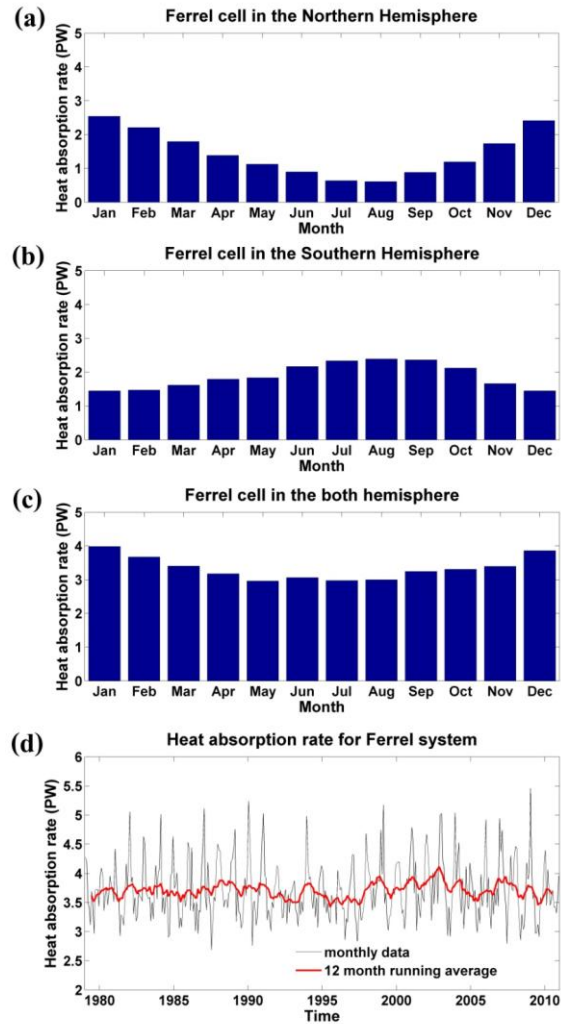 (a)
Ferrel cell in the Northern Hemisphere
Heat absorption rate (PW)
5
4
3
2
1
0
Jan Feb Mar Apr May Jun Jul Aug Sep Oct Nov Dec
Month
(b)
Ferrel cell in the Southern Hemisphere
Heat absorption rate (PW)
5
4
3
2
1
0
Jan Feb Mar Apr May Jun Jul Aug Sep Oct Nov Dec
Month
(c)
Ferrel cell in the both hemisphere
Heat absorption rate (PW)
5
4
3
2
1
0
Jan Feb Mar Apr May Jun Jul Aug Sep Oct Nov Dec
Month
(d)
Heat absorption rate for Ferrel system
Heat absorption rate (PW)
6
5.5
5
4.5
4
3.5
3
2.5
2
monthly data
12 month running average
1980 1985 1990 1995 2000 2005 2010
Time